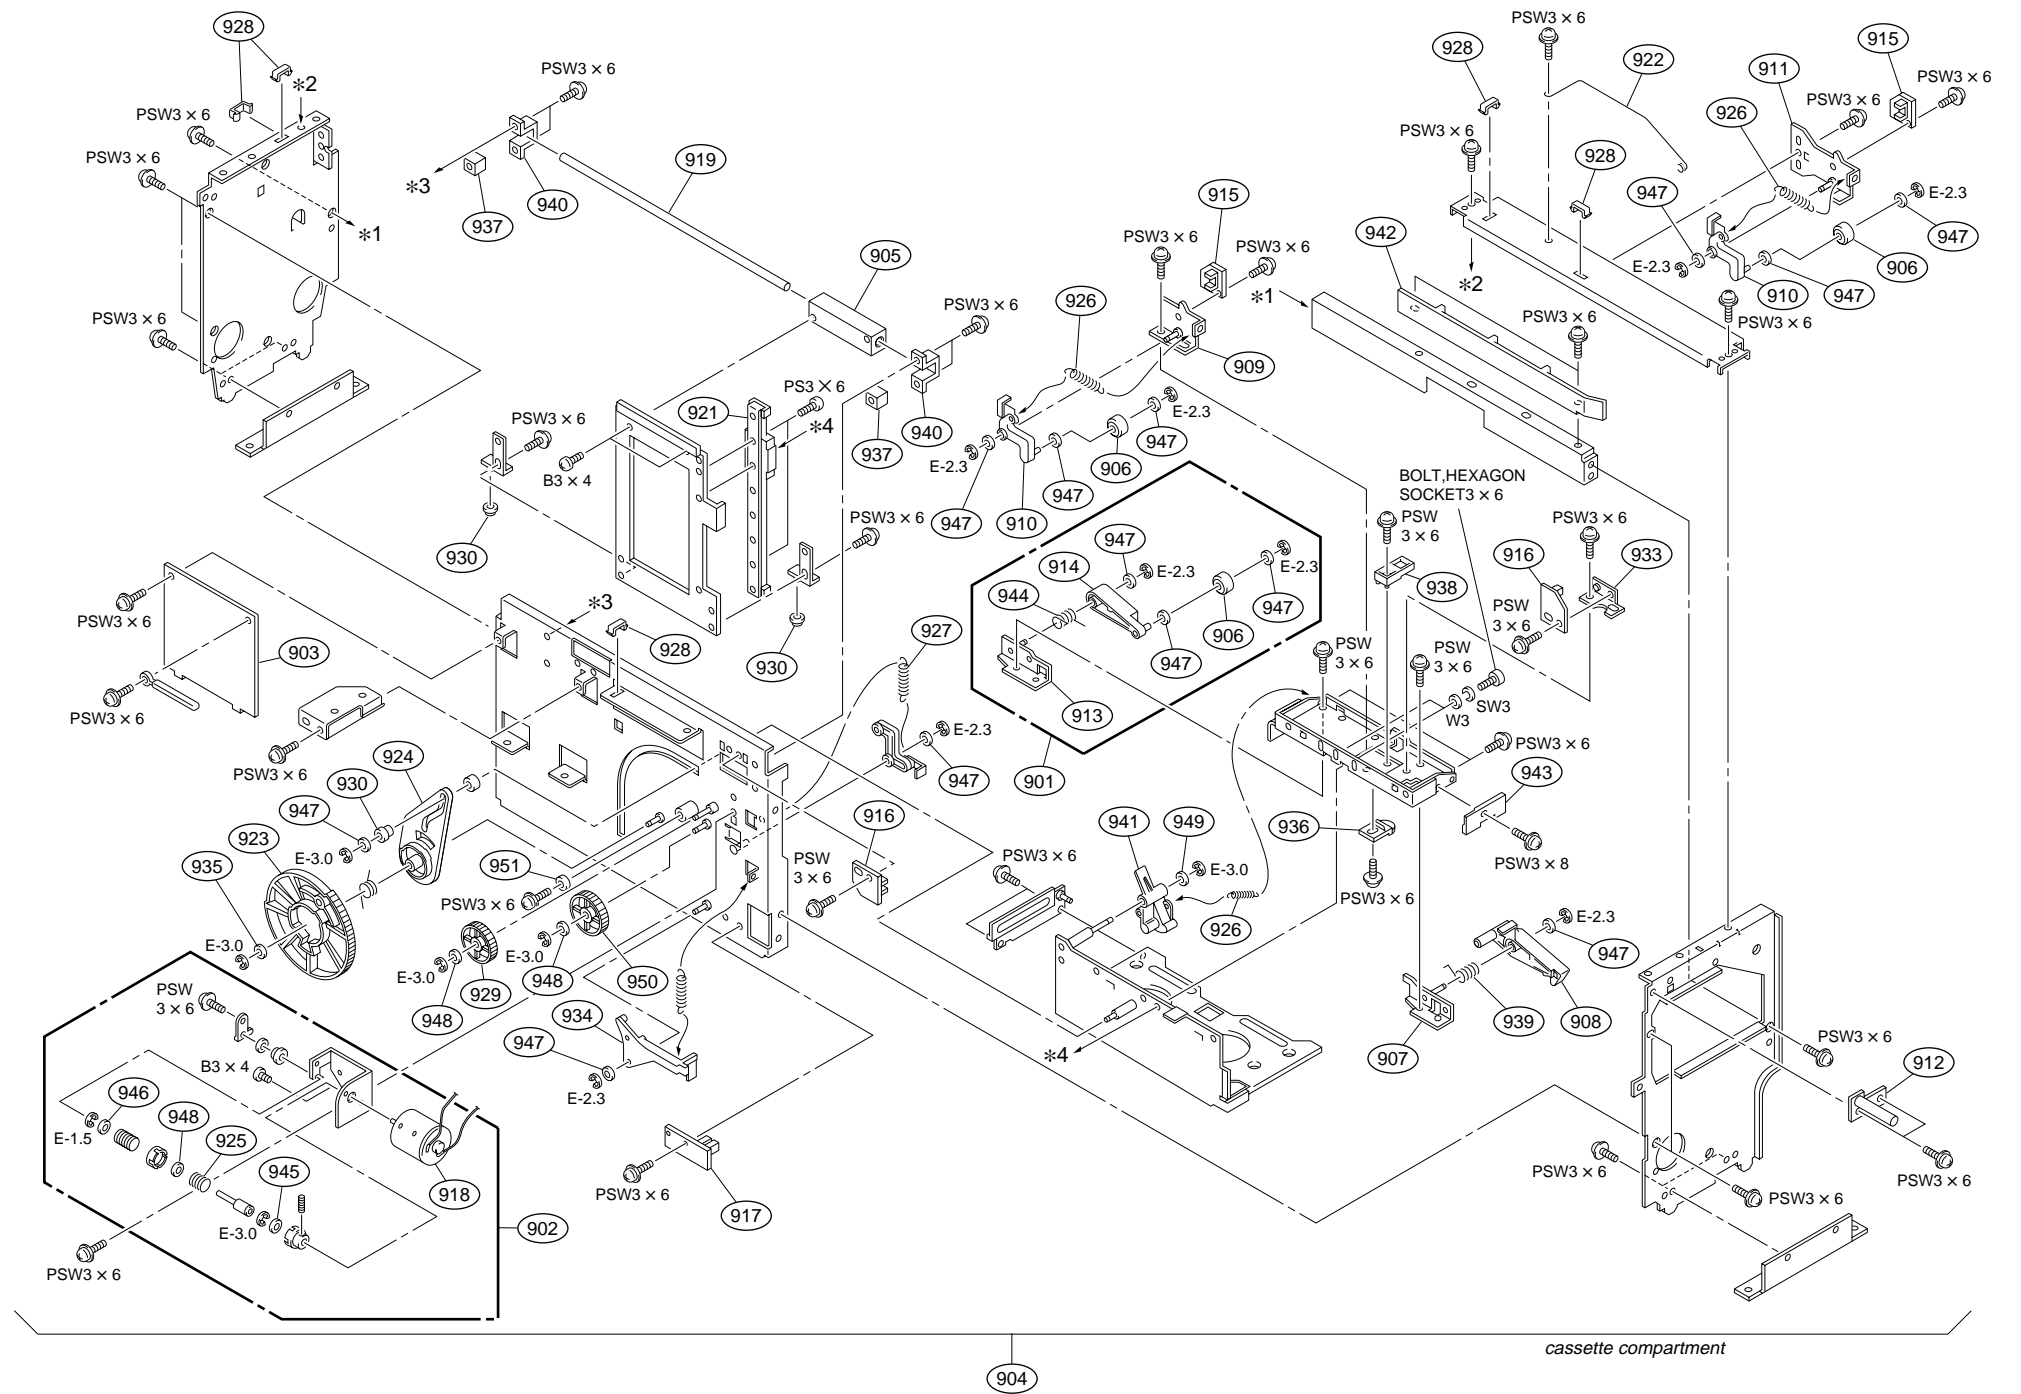 928
*2
PSW3 × 6
PSW3 × 6
PSW3 × 6
*1
PSW3 × 6
*3
937
940
919
905
PSW3 × 6
940
937
921
PS3 × 6
*4
B3 × 4
PSW3 × 6
930
PSW3 × 6
930
926
915
PSW3 × 6
PSW3 × 6
909
E-2.3
947
906
947
910
947
E-2.3
*1
928
PSW3 × 6
PSW3 × 6
922
928
942
*2
PSW3 × 6
911
915
PSW3 × 6
PSW3 × 6
926
947
E-2.3
E-2.3
947
906
947
910
PSW3 × 6
BOLT,HEXAGON
SOCKET3 × 6
PSW
3 × 6
938
PSW3 × 6
916
933
PSW
3 × 6
947
914
E-2.3
944
E-2.3
947
906
947
913
901
PSW
3 × 6
PSW
3 × 6
SW3
W3
PSW3 × 6
943
PSW3 × 8
936
PSW3 × 6
903
PSW3 × 6
PSW3 × 6
PSW3 × 6
*3
928
927
E-2.3
947
924
930
947
E-3.0
923
935
E-3.0
916
PSW
3 × 6
951
PSW3 × 6
E-3.0
948
950
E-3.0
948
929
934
947
E-2.3
PSW3 × 6
941
949
E-3.0
926
*4
E-2.3
947
908
939
907
PSW
3 × 6
B3 × 4
946
E-1.5
948
925
945
E-3.0
918
902
PSW3 × 6
917
PSW3 × 6
PSW3 × 6
912
PSW3 × 6
PSW3 × 6
PSW3 × 6
cassette compartment
904